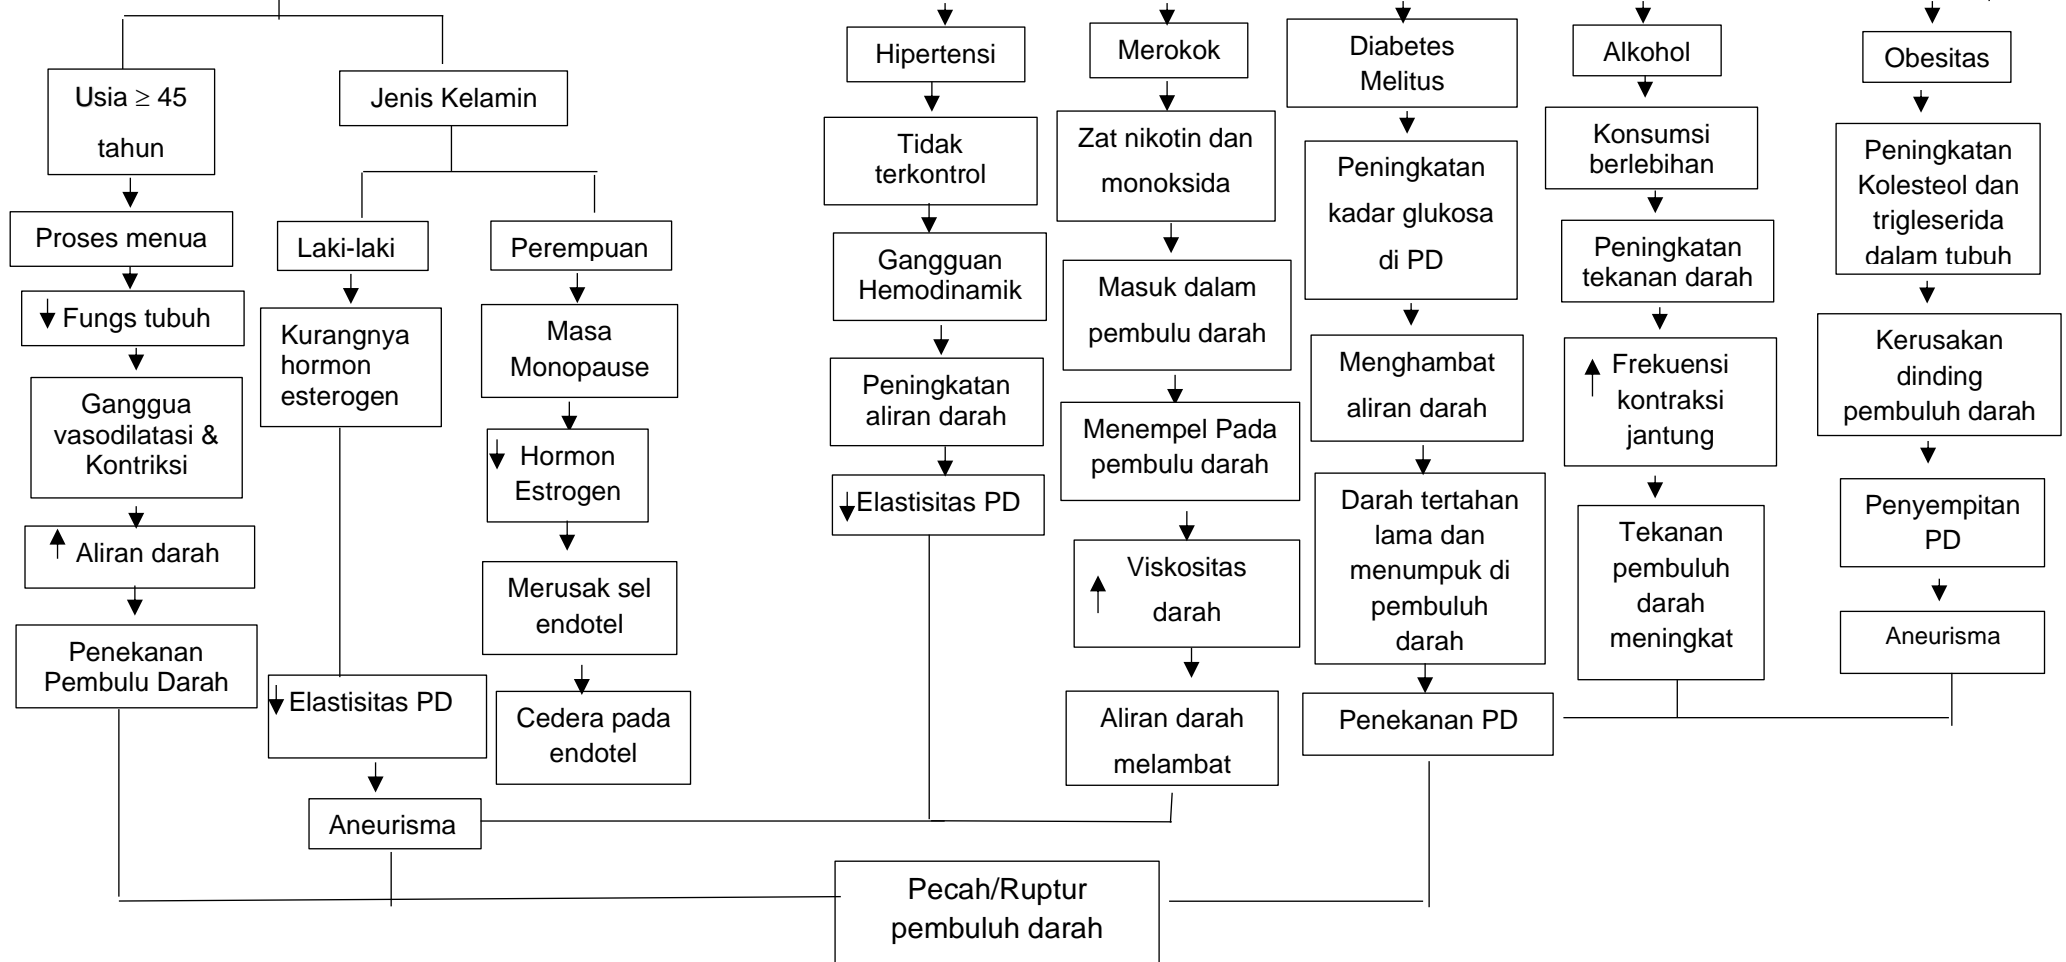 Usia ≥ 45
tahun
Proses menua
Fungs tubuh
Ganggua
vasodilatasi &
Kontriksi
Aliran darah
Penekanan
Pembulu Darah
Jenis Kelamin
Laki-laki
Kurangnya
hormon
esterogen
Elastisitas PD
Aneurisma
Perempuan
Masa
Monopause
Hormon
Estrogen
Merusak sel
endotel
Cedera pada
endotel
Hipertensi
Tidak
terkontrol
Gangguan
Hemodinamik
Peningkatan
aliran darah
Elastisitas PD
Merokok
Zat nikotin dan
monoksida
Masuk dalam
pembulu darah
Menempel Pada
pembulu darah
Viskositas
darah
Aliran darah
melambat
Diabetes
Melitus
Peningkatan
kadar glukosa
di PD
Menghambat
aliran darah
Darah tertahan
lama dan
menumpuk di
pembuluh
darah
Penekanan PD
Alkohol
Konsumsi
berlebihan
Peningkatan
tekanan darah
Frekuensi
kontraksi
jantung
Tekanan
pembuluh
darah
meningkat
Obesitas
Peningkatan
Kolesteol dan
trigleserida
dalam tubuh
Kerusakan
dinding
pembuluh darah
Penyempitan
PD
Aneurisma
Pecah/Ruptur
pembuluh darah